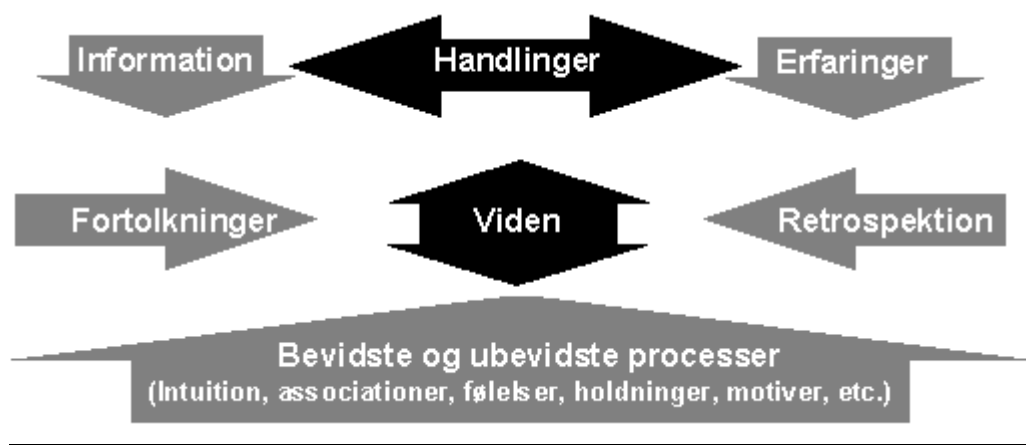 Information
Handlinger
Erfaringer
Fortolkninger
Viden
Retrospektion
Bevidste og ubevidste processer
(Intuition, associationer, følelser, holdninger, motiver, etc.)